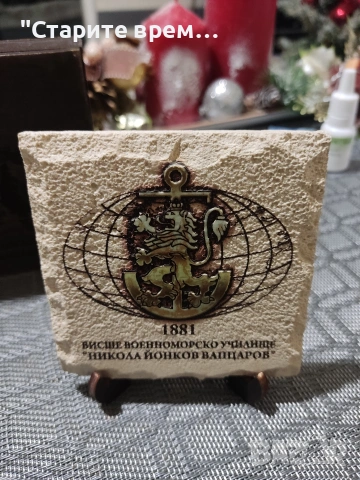 "Старите врем...
1881
ВИСШЕ ВОЕННОМОРСКО УЧИЛИЩЕ
"НИКОЛА ЙОНКОВ ВАПЦАРОВ"